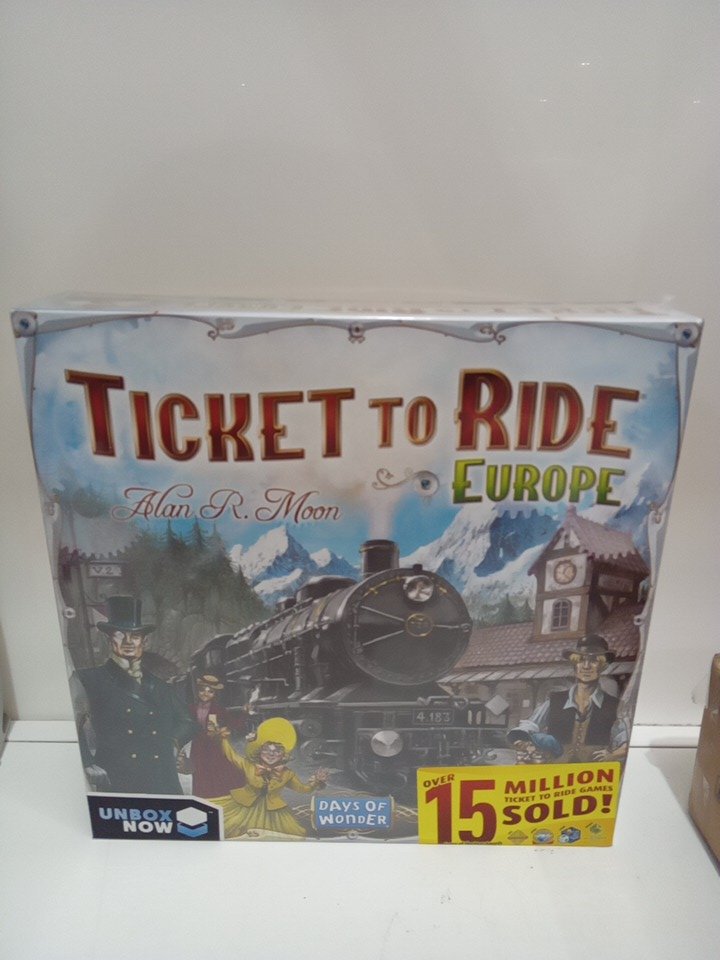 TICKET TO RIDE
EUROPE
Alan R. Moon
4.183
UNBOX
NOW
DAYS OF
WONDER
OVER
15 MILLION
TICKET TO RIDE GAMES
SOLD!